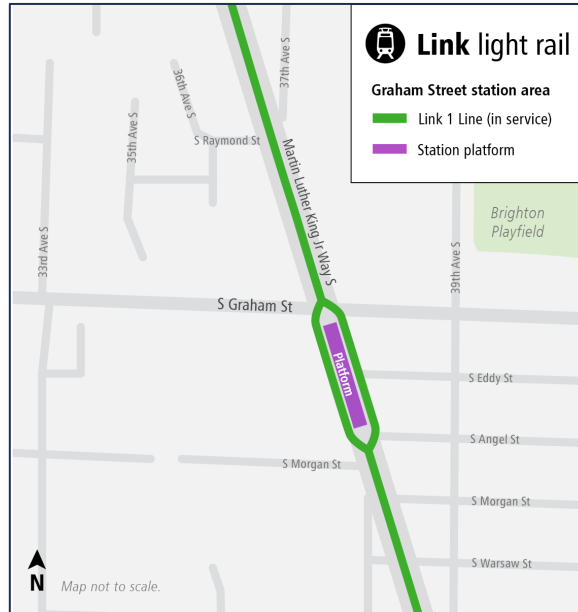 Link light rail
Graham Street station area
Link 1 Line (in service)
Station platform
37th Ave S
36th Ave S
35th Ave S
S Raymond St
Martin Luther King Jr Way S
33rd Ave S
39th Ave S
Brighton
Playfield
S Graham St
Platform
S Eddy St
S Angel St
S Morgan St
S Morgan St
S Warsaw St
N
Map not to scale.